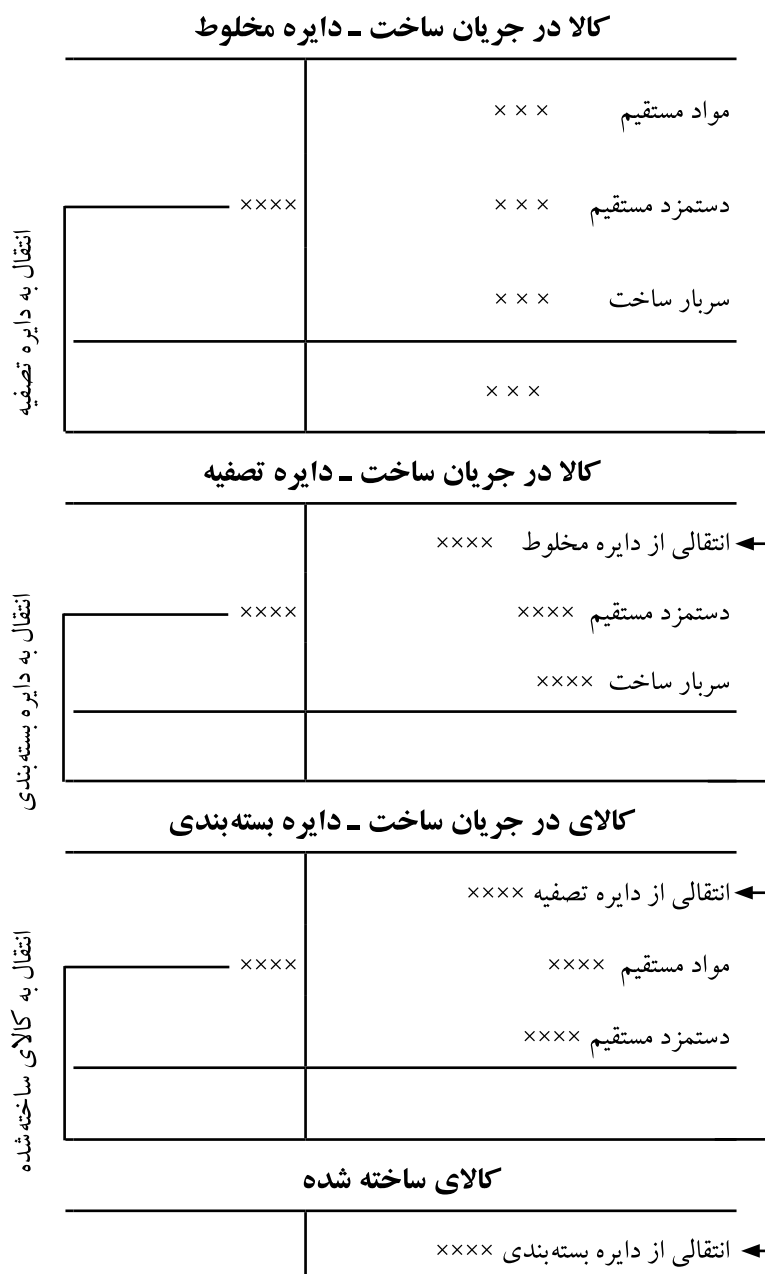 کالا در جریان ساخت ـ دایره مخلوط
مواد مستقیم × × ×
دستمزد مستقیم × × × ××××
سربار ساخت × × ×
× × ×
انتقال به دایره تصفیه
کالا در جریان ساخت ـ دایره تصفیه
انتقالی از دایره مخلوط ××××
دستمزد مستقیم ×××× ××××
سربار ساخت ××××
انتقال به دایره بسته‌بندی
کالای در جریان ساخت ـ دایره بسته‌بندی
انتقالی از دایره تصفیه ××××
مواد مستقیم ×××× ××××
دستمزد مستقیم ××××
انتقال به کالای ساخته شده
کالای ساخته شده
انتقالی از دایره بسته‌بندی ××××